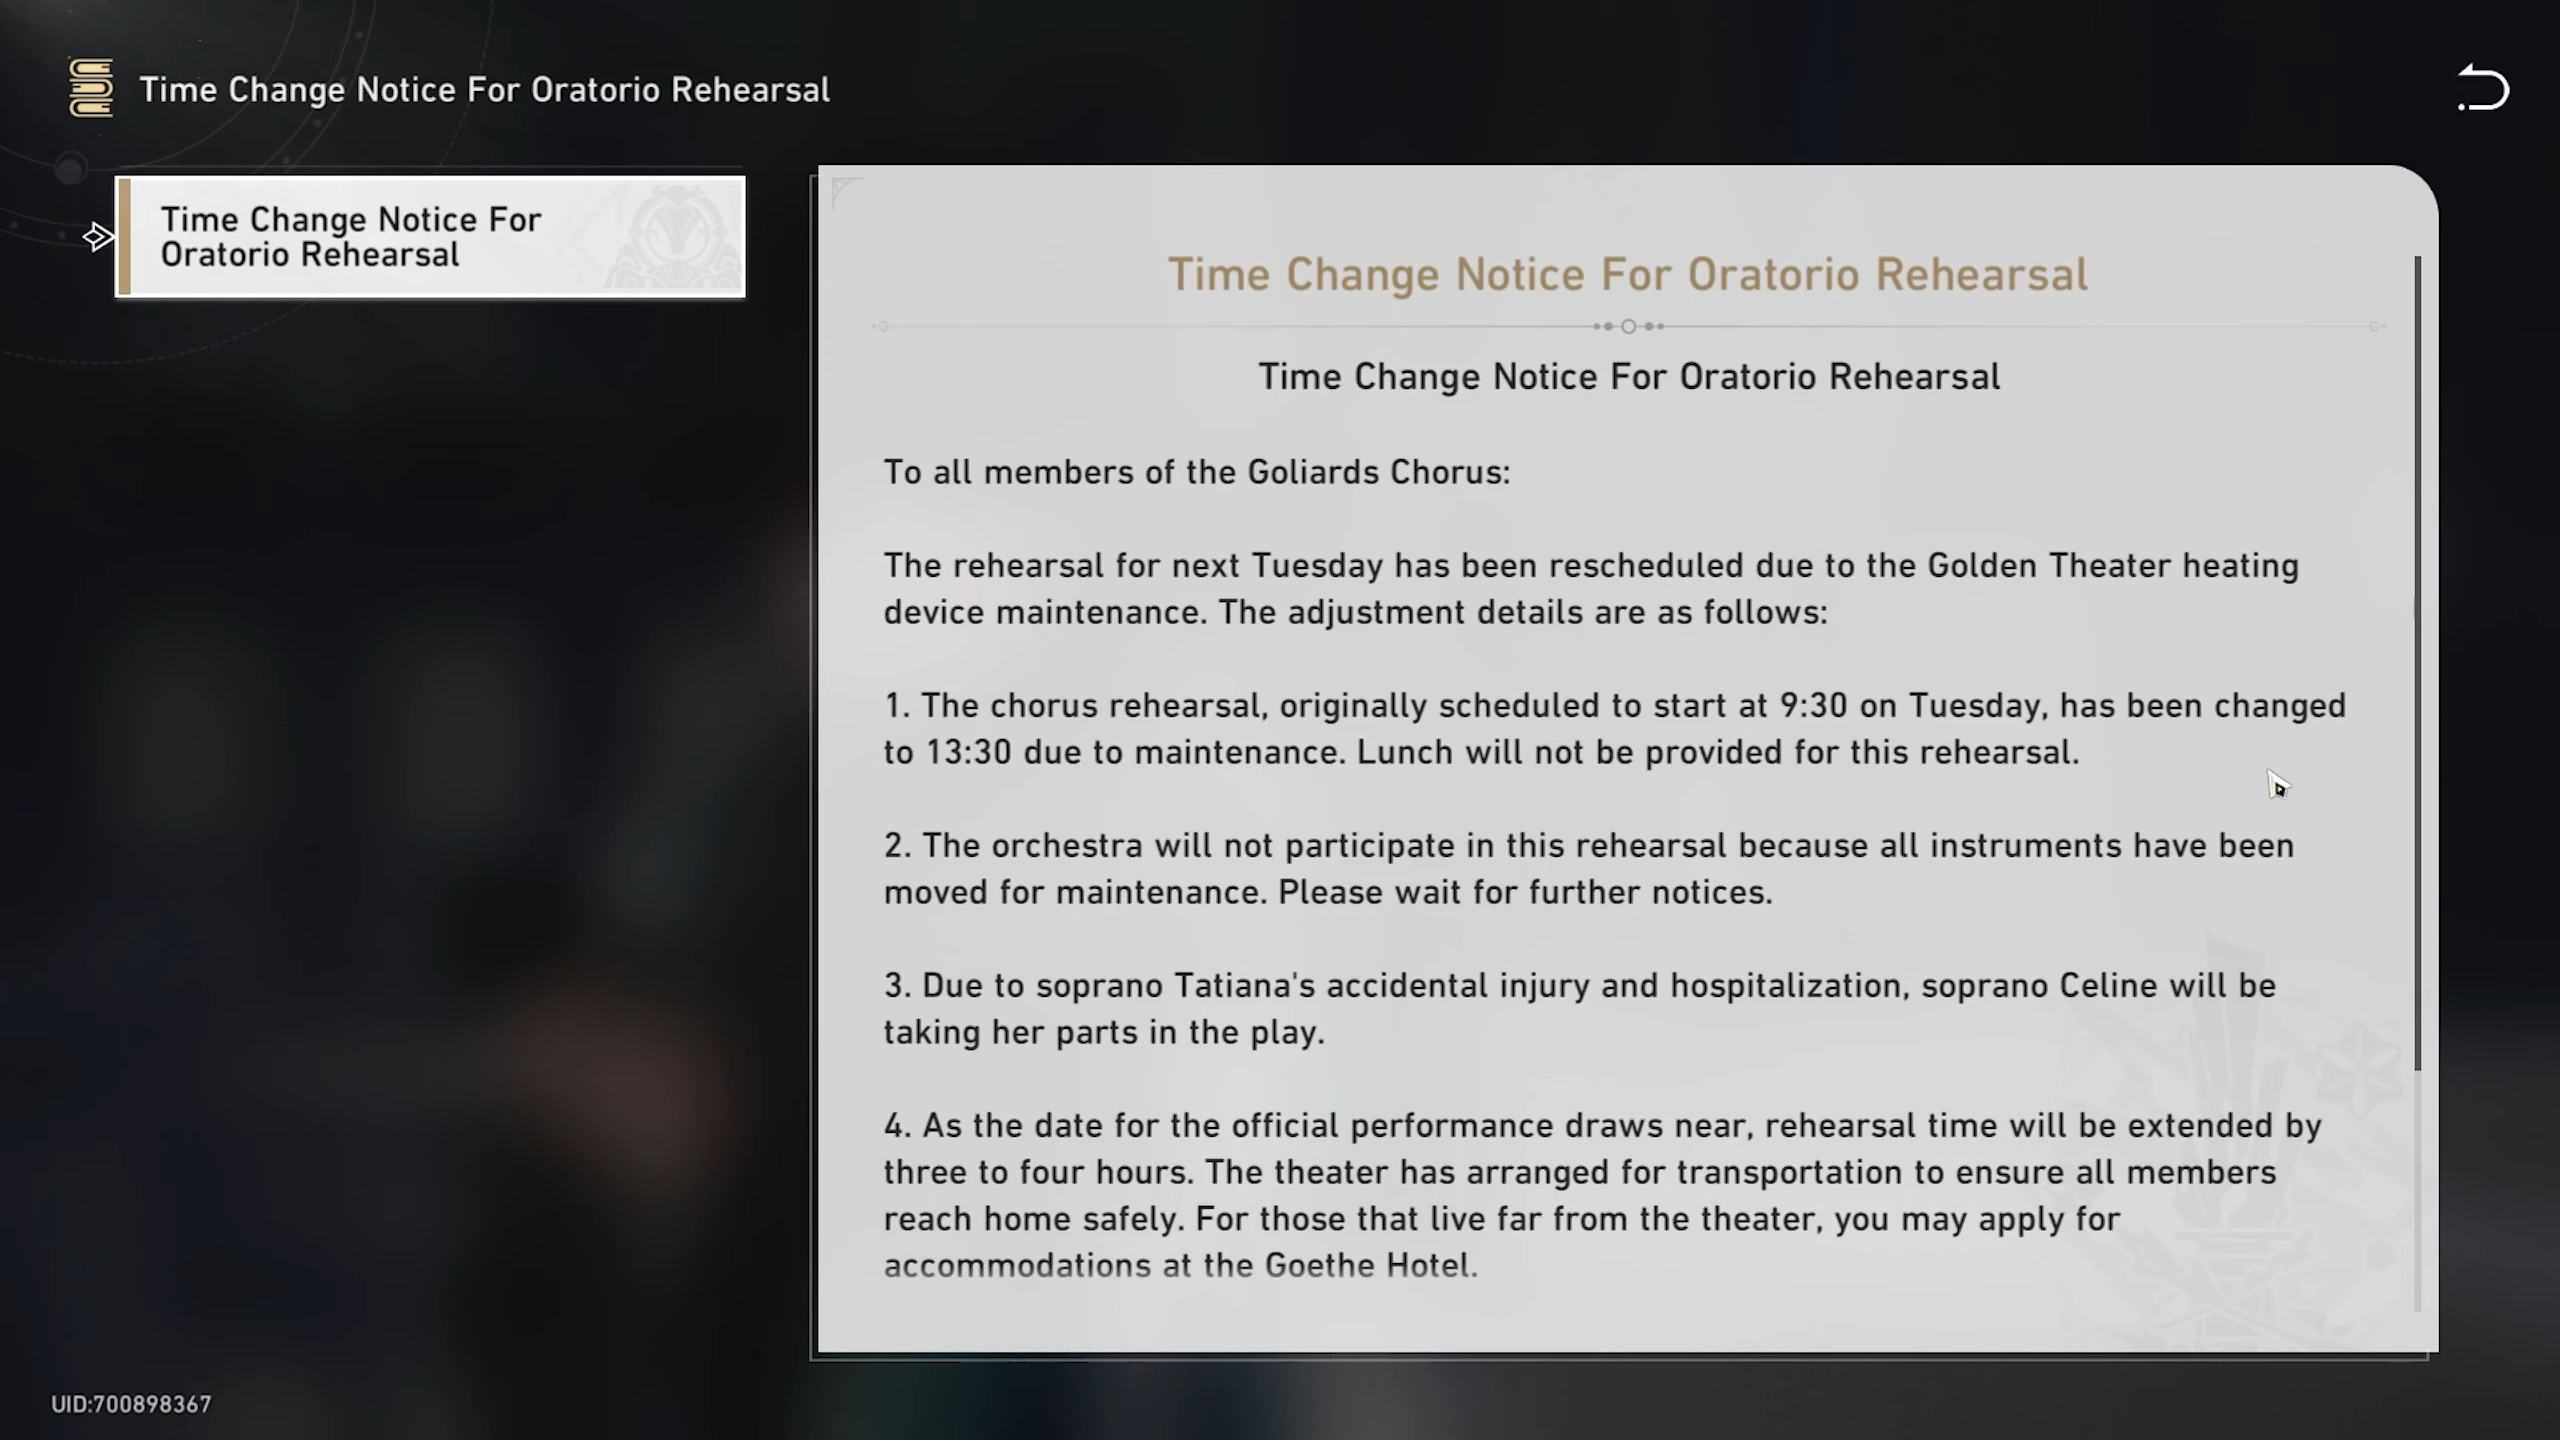 Time Change Notice For Oratorio Rehearsal
Time Change Notice For
Oratorio Rehearsal
Time Change Notice For Oratorio Rehearsal
Time Change Notice For Oratorio Rehearsal
To all members of the Goliards Chorus:
The rehearsal for next Tuesday has been rescheduled due to the Golden Theater heating
device maintenance. The adjustment details are as follows:
1. The chorus rehearsal, originally scheduled to start at 9:30 on Tuesday, has been changed
to 13:30 due to maintenance. Lunch will not be provided for this rehearsal.
2. The orchestra will not participate in this rehearsal because all instruments have been
moved for maintenance. Please wait for further notices.
3. Due to soprano Tatiana's accidental injury and hospitalization, soprano Celine will be
taking her parts in the play.
4. As the date for the official performance draws near, rehearsal time will be extended by
three to four hours. The theater has arranged for transportation to ensure all members
reach home safely. For those that live far from the theater, you may apply for
accommodations at the Goethe Hotel.
UID:700898367